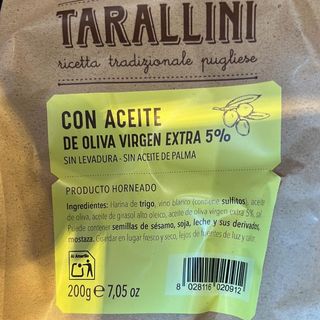 TARALLINI
ricetta tradizionale pugliese
CON ACEITE
DE OLIVA VIRGEN EXTRA 5%
SIN LEVADURA - SIN ACEITE DE PALMA
PRODUCTO HORNEADO
Ingredientes: Harina de trigo, vino blanco (contiene sulfitos), aceite
de oliva, aceite de girasol alto oleico, aceite de oliva virgen extra 5%, sal.
Puede contener semillas de sésamo, soja, leche y sus derivados,
mostaza. Guardar en lugar fresco y seco, lejos de fuentes de luz y calor.
Al Amarillo
200g e 7,05 oz
8 028116 020912